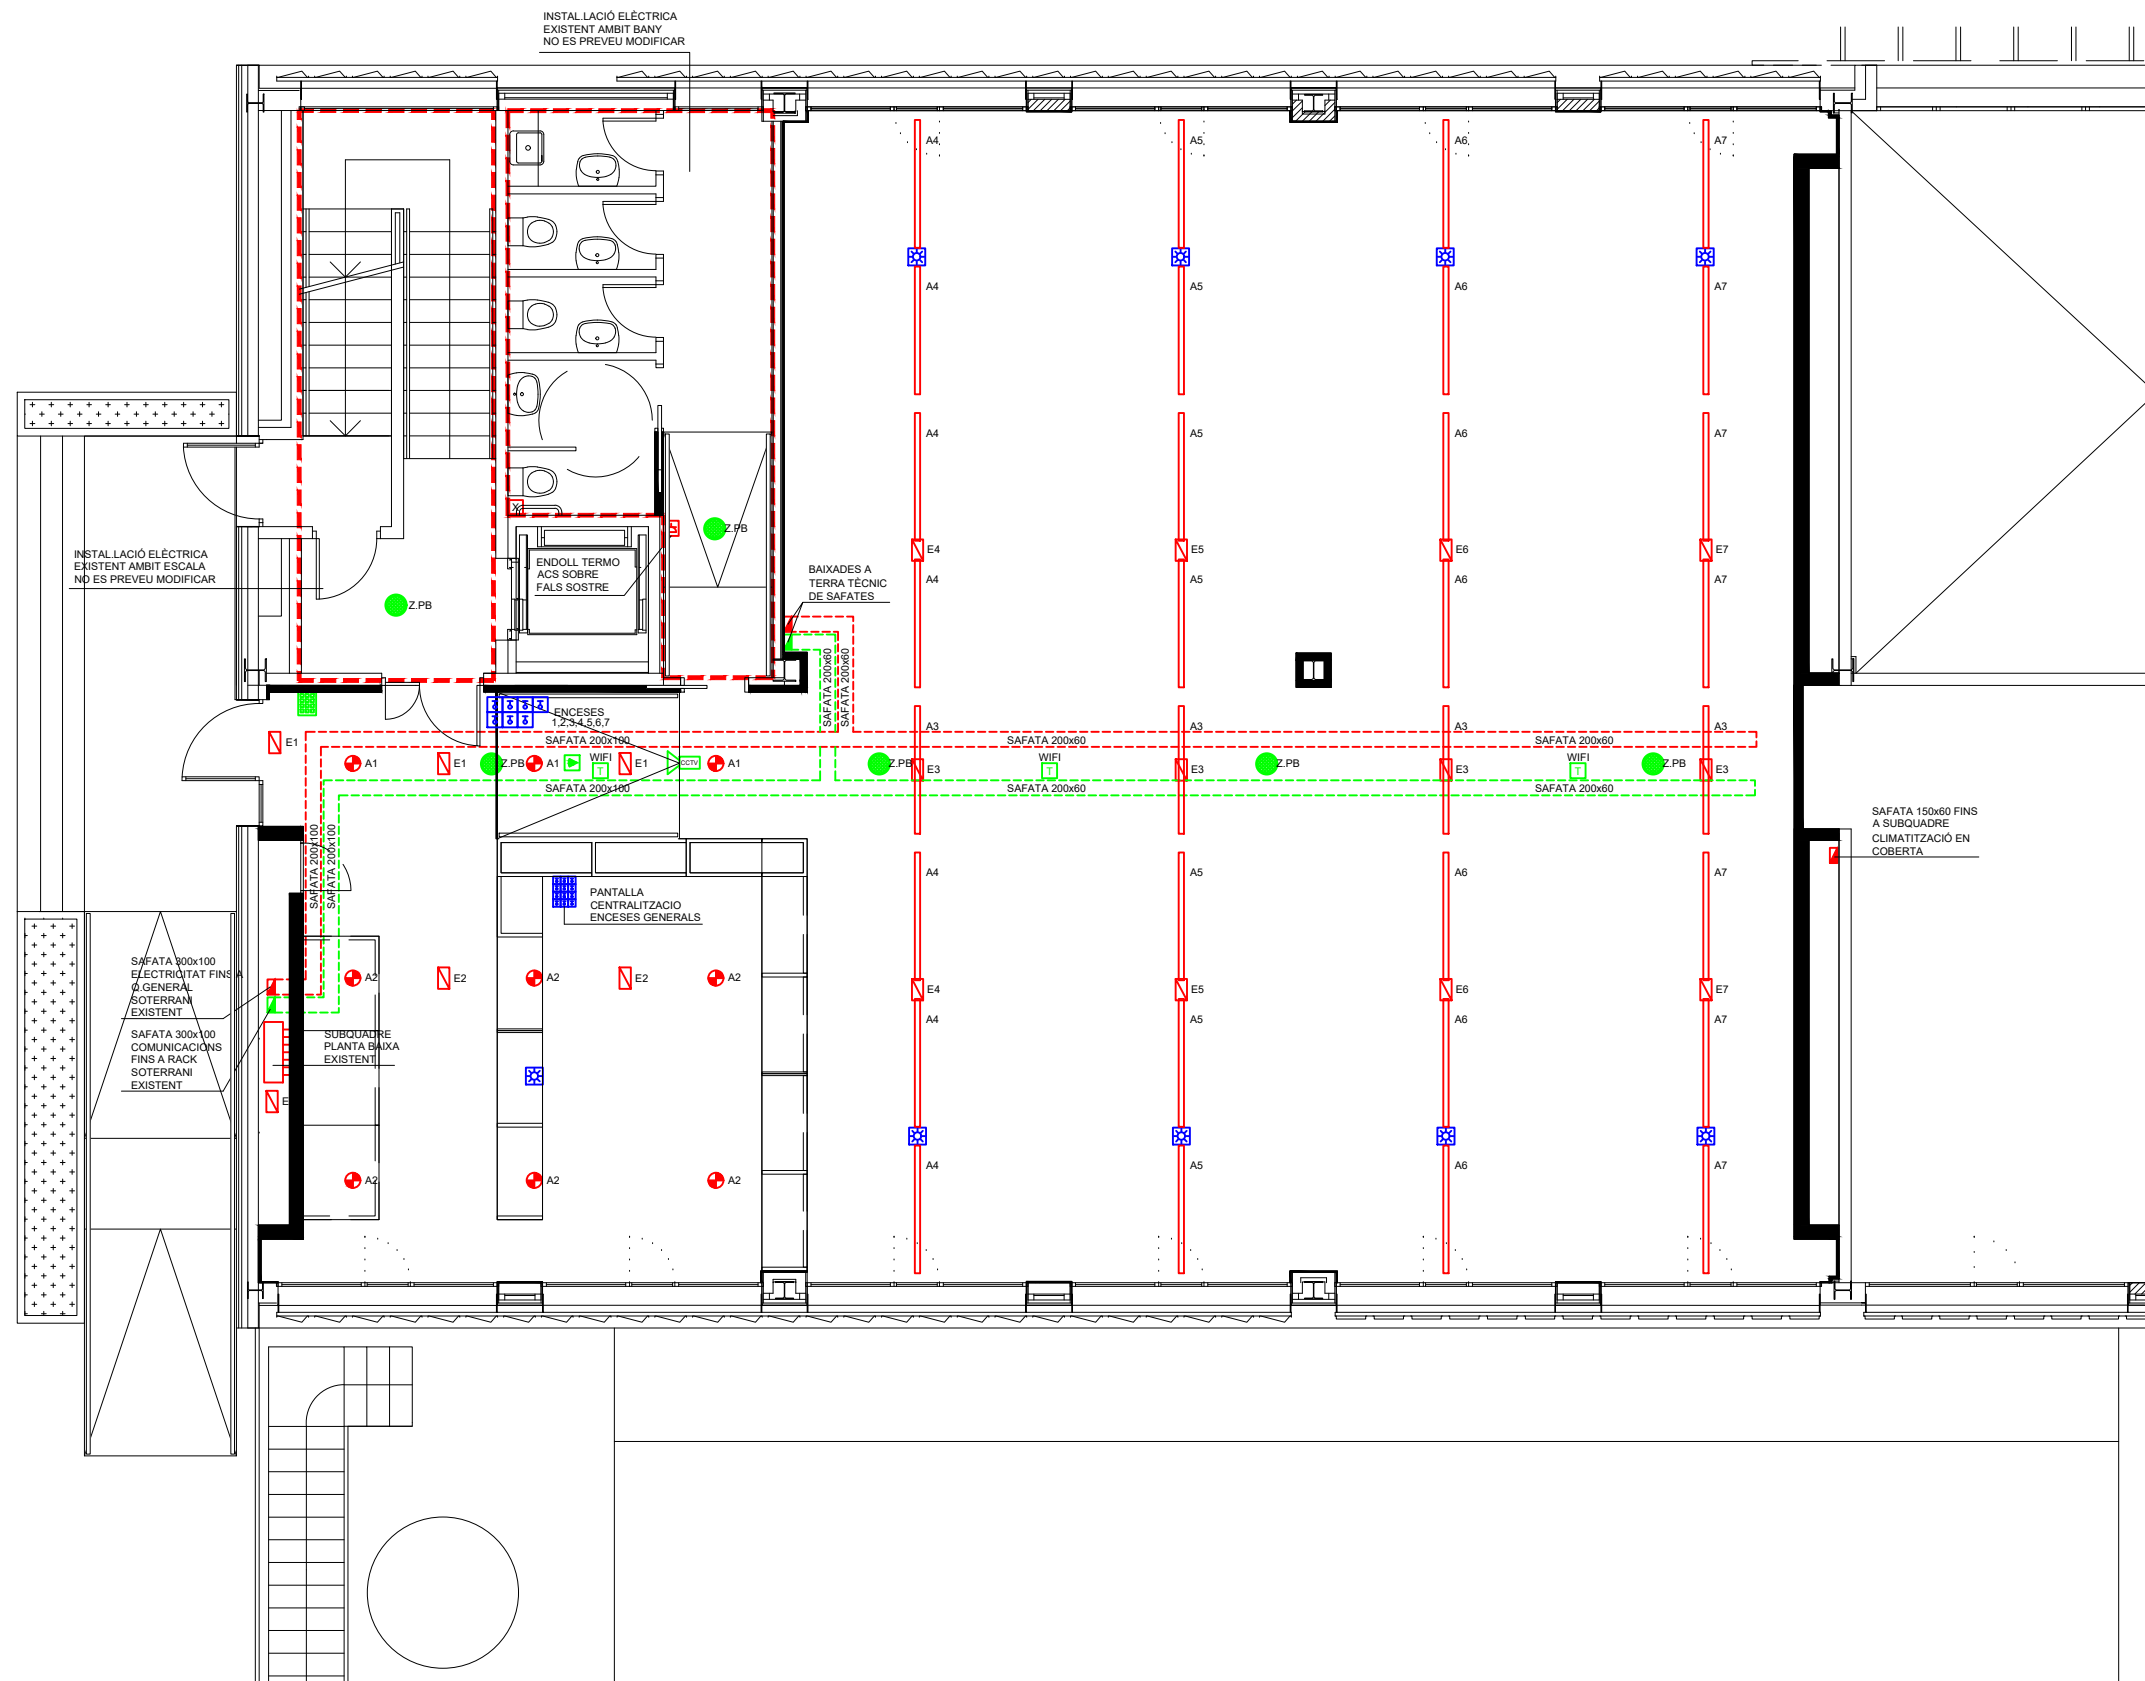 INSTAL.LACIÓ ELÈCTRICA
EXISTENT AMBIT BANY
NO ES PREVEU MODIFICAR
A4 A5 A6 A7
A4 A5 A6 A7
A4 A5 A6 A7
X
Z.PB
INSTAL.LACIÓ ELÈCTRICA
EXISTENT AMBIT ESCALA
NO ES PREVEU MODIFICAR
ENDOLL TERMO
ACS SOBRE
FALS SOSTRE
BAIXADES A
TERRA TÈCNIC
DE SAFATES
E4 E5 E6 E7
A4 A5 A6 A7
Z.PB
SAFATA 200x60
SAFATA 200x60
ENCESES
1,2,3,4,5,6,7
A3 A3 A3 A3
SAFATA 200x100 SAFATA 200x60 SAFATA 200x60
E1
WIFI WIFI WIFI
A1 E1 Z.PB A1 T E1 CCTV A1 Z.PB E3 T E3 Z.PB E3 T Z.PB E3
SAFATA 200x100 SAFATA 200x60 SAFATA 200x60
SAFATA 200x100
SAFATA 200x100
SAFATA 150x60 FINS
A SUBQUADRE
CLIMATITZACIÓ EN
COBERTA
A4 A5 A6 A7
PANTALLA
CENTRALITZACIO
ENCESES GENERALS
SAFATA 300x100
ELECTRICITAT FINS A
Q.GENERAL
SOTERRANI
EXISTENT
A2 E2 A2 E2 A2
E4 E5 E6 E7
A4 A5 A6 A7
SAFATA 300x100
COMUNICACIONS
FINS A RACK
SOTERRANI
EXISTENT
SUBQUADRE
PLANTA BAIXA
EXISTENT
E
A4 A5 A6 A7
A2 A2 A2